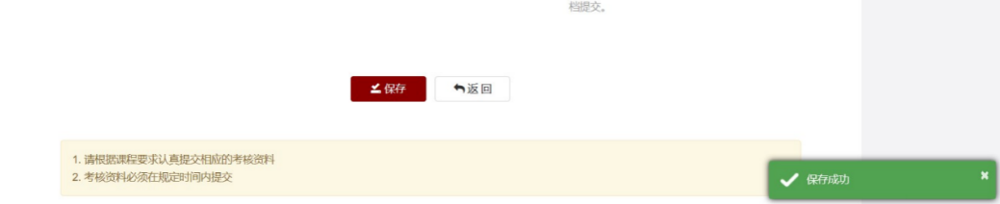 档提交。
保存
返回
1. 请根据课程要求认真提交相应的考核资料
2. 考核资料必须在规定时间内提交
保存成功